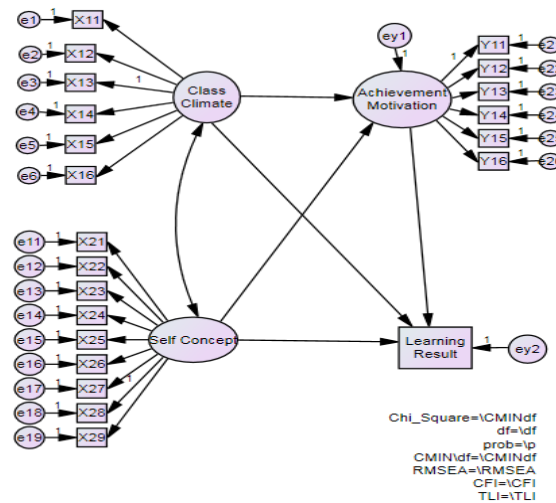 e1 1 X11
e2 1 X12
e3 1 X13 1
e4 1 X14
e5 1 X15
e6 1 X16
Class
Climate
ey1
1
Achievement
Motivation
1 Y11 1
Y12 1
Y13 1
Y14 1
Y15 1
Y16 1
e11 1 X21
e12 1 X22
e13 1 X23
e14 1 X24
e15 1 X25
e16 1 X26
e17 1 X27 1
e18 1 X28
e19 1 X29
Self Concept
Learning
Result
1 ey2
Chi_Square=\CMINdf
df=\df
prob=\p
CMIN\df=\CMINdf
RMSEA=\RMSEA
CFI=\CFI
TLI=\TLI